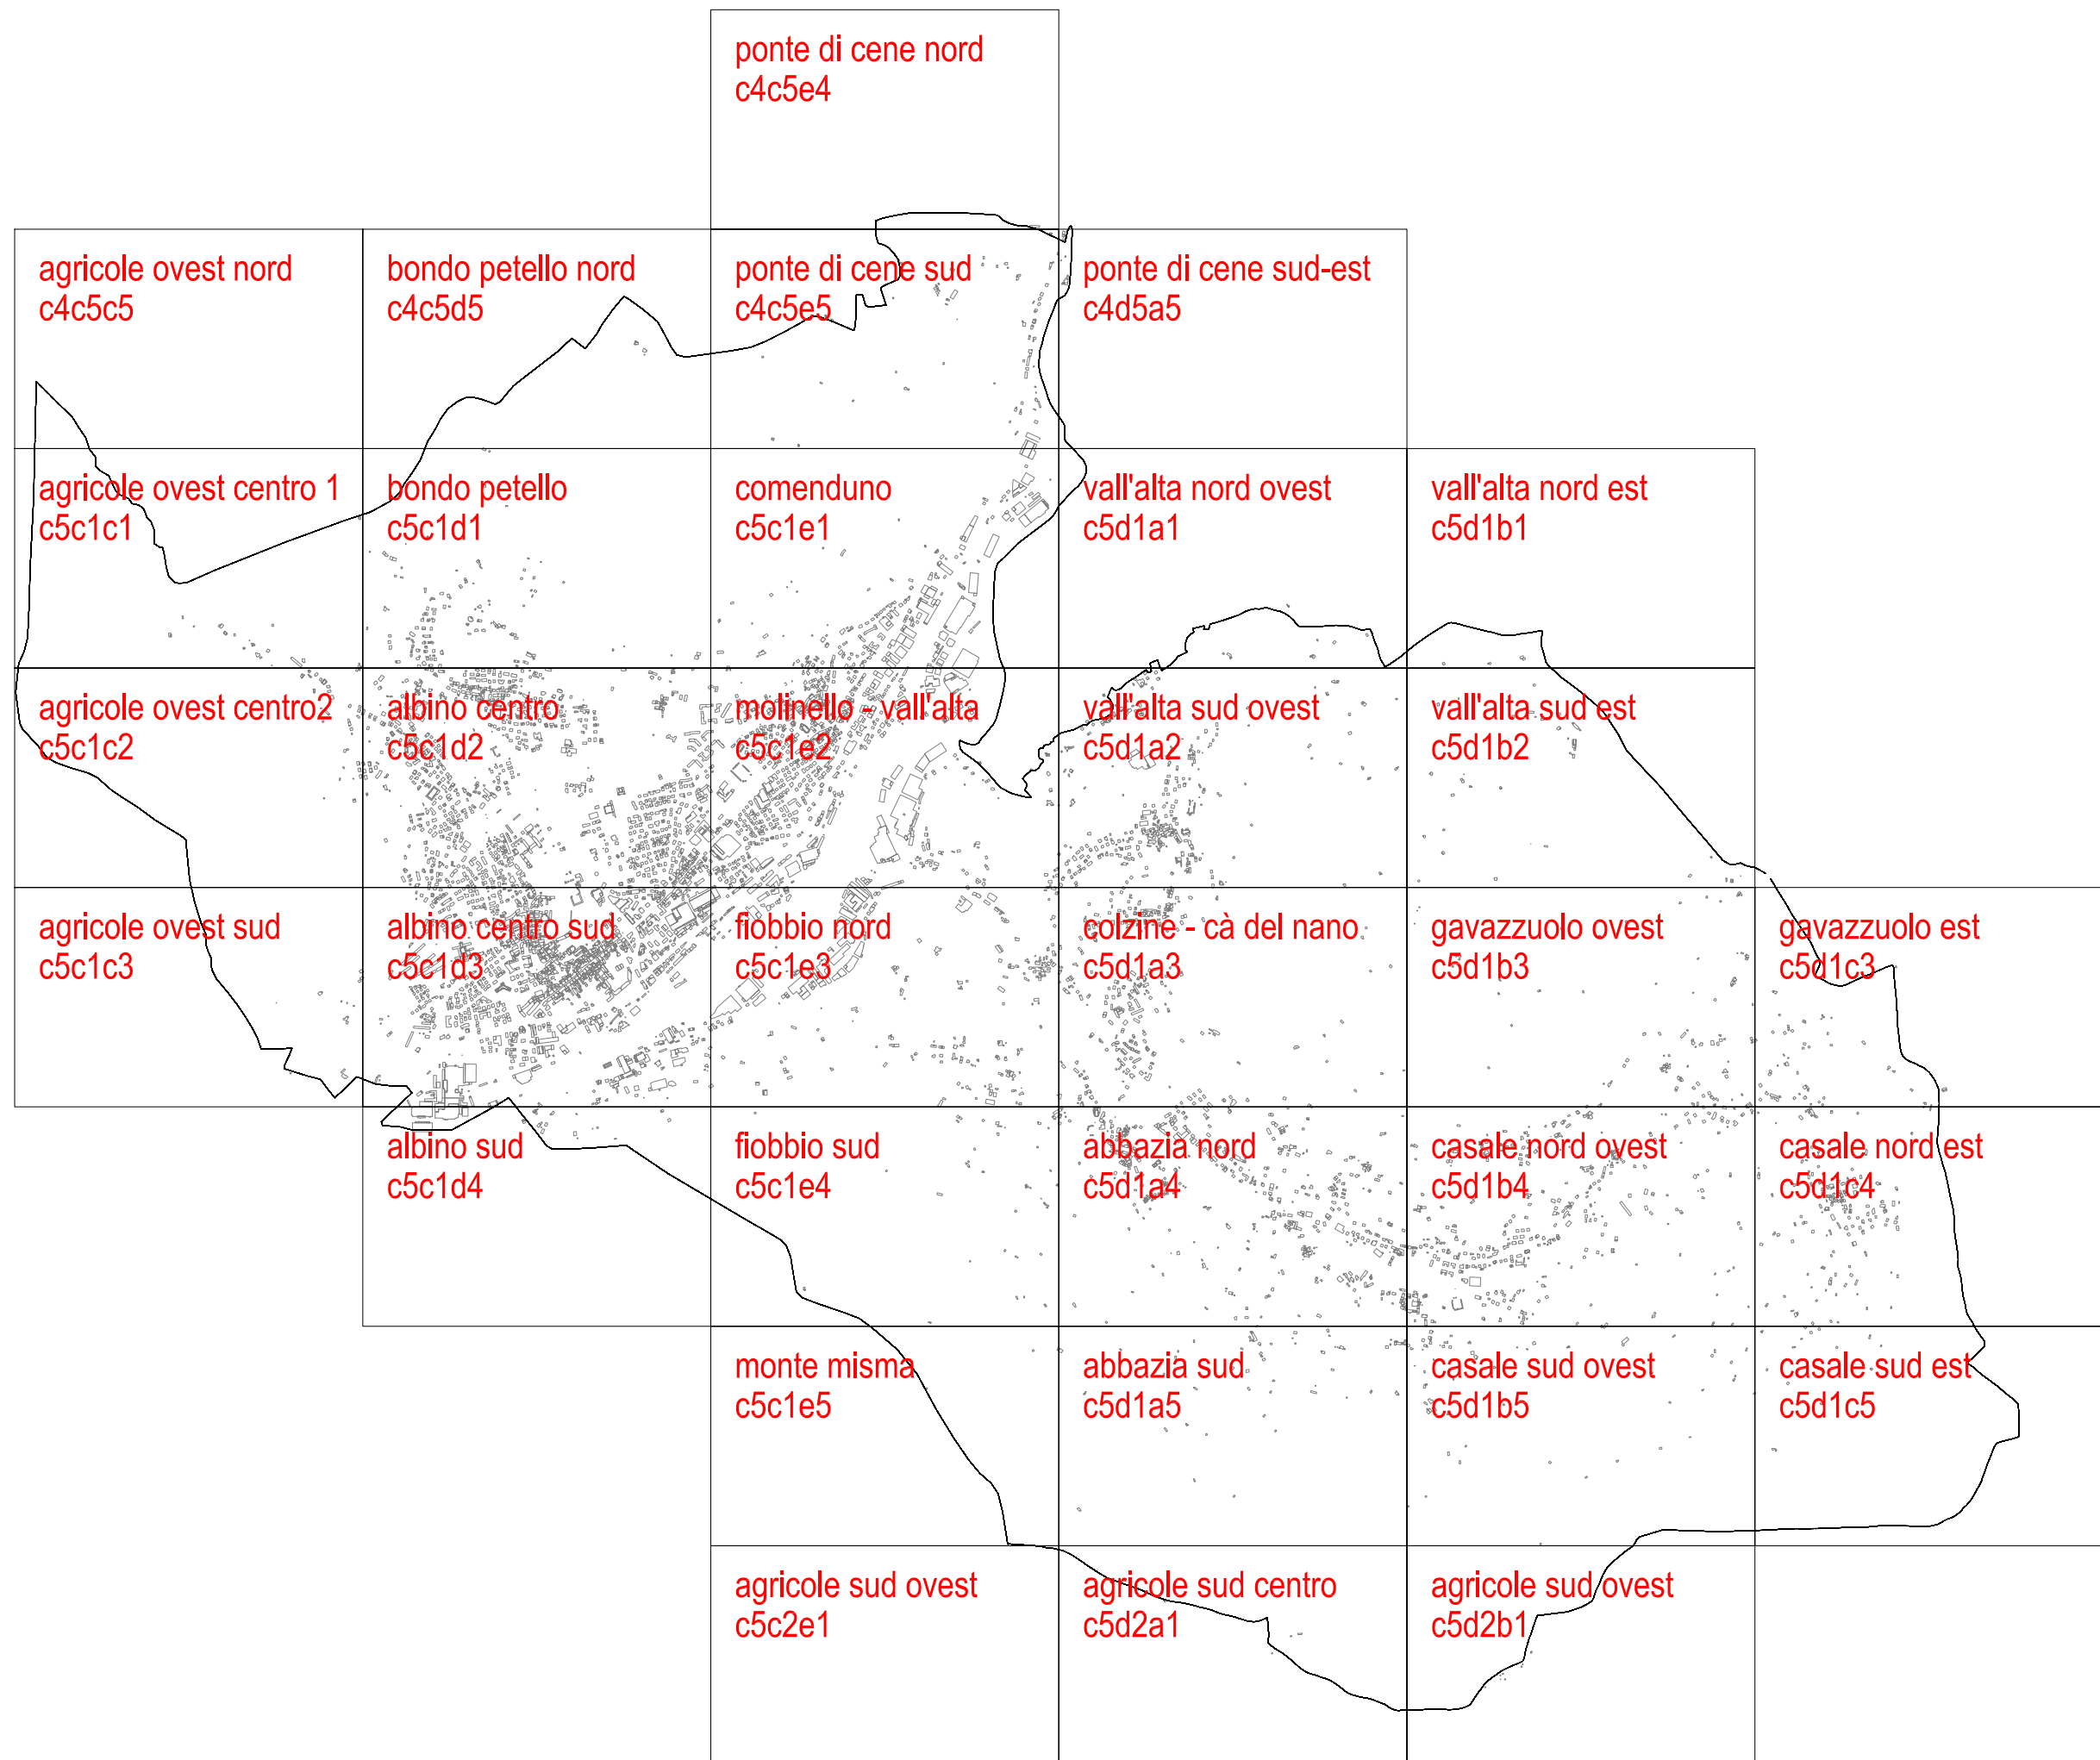 ponte di cene nord
c4c5e4
agricole ovest nord
c4c5c5
bondo petello nord
c4c5d5
ponte di cene sud
c4c5e5
ponte di cene sud-est
c4d5a5
agricole ovest centro 1
c5c1c1
bondo petello
c5c1d1
comenduno
c5c1e1
vall'alta nord ovest
c5d1a1
vall'alta nord est
c5d1b1
agricole ovest centro2
c5c1c2
albino centro
c5c1d2
molinello - vall'alta
c5c1e2
vall'alta sud ovest
c5d1a2
vall'alta sud est
c5d1b2
agricole ovest sud
c5c1c3
albino centro sud
c5c1d3
fiobbio nord
c5c1e3
colzine - cà del nano
c5d1a3
gavazzuolo ovest
c5d1b3
gavazzuolo est
c5d1c3
albino sud
c5c1d4
fiobbio sud
c5c1e4
abbazia nord
c5d1a4
casale nord ovest
c5d1b4
casale nord est
c5d1c4
monte misma
c5c1e5
abbazia sud
c5d1a5
casale sud ovest
c5d1b5
casale sud est
c5d1c5
agricole sud ovest
c5c2e1
agricole sud centro
c5d2a1
agricole sud ovest
c5d2b1